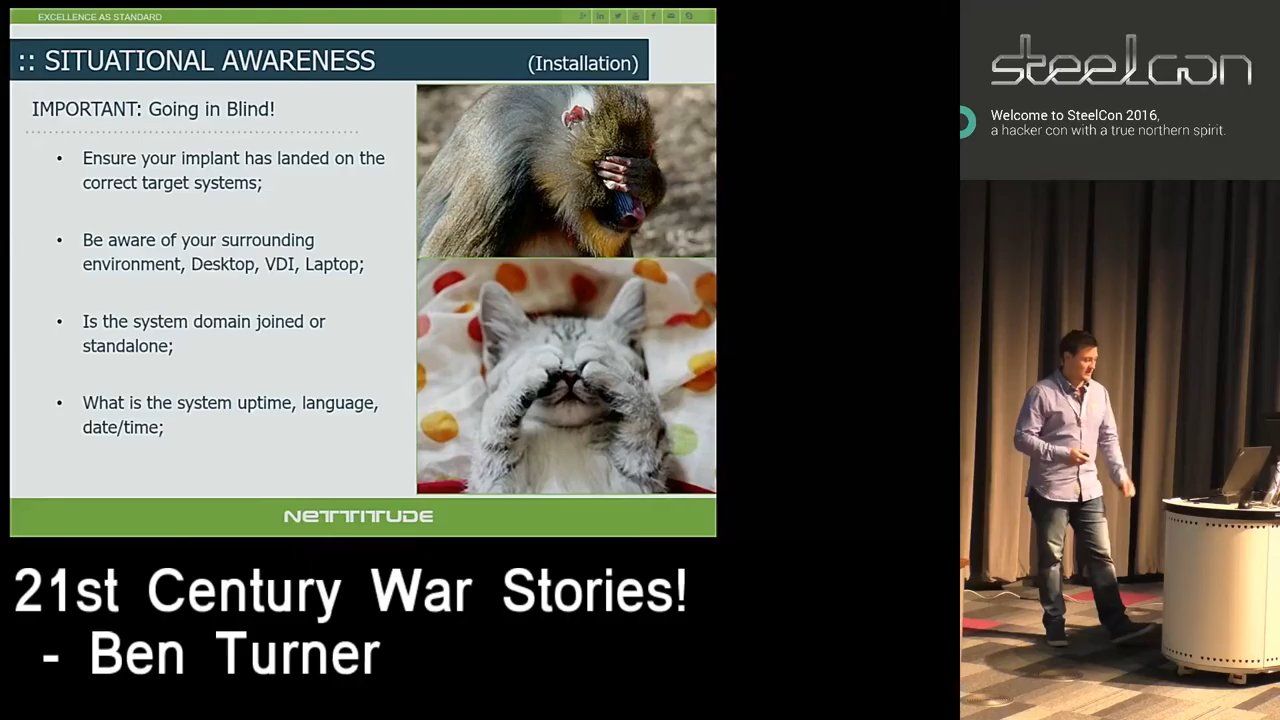 EXCELLENCE AS STANDARD
:: SITUATIONAL AWARENESS (Installation)
IMPORTANT: Going in Blind!
• Ensure your implant has landed on the
correct target systems;
• Be aware of your surrounding
environment, Desktop, VDI, Laptop;
• Is the system domain joined or
standalone;
• What is the system uptime, language,
date/time;
NETTITUDE
21st Century War Stories!
- Ben Turner
steelcon
Welcome to SteelCon 2016,
a hacker con with a true northern spirit.